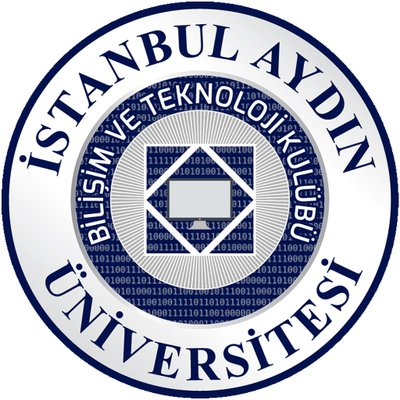 İSTANBUL AYDIN
ÜNİVERSİTESİ
BİLİŞİM VE TEKNOLOJİ KULÜBÜ